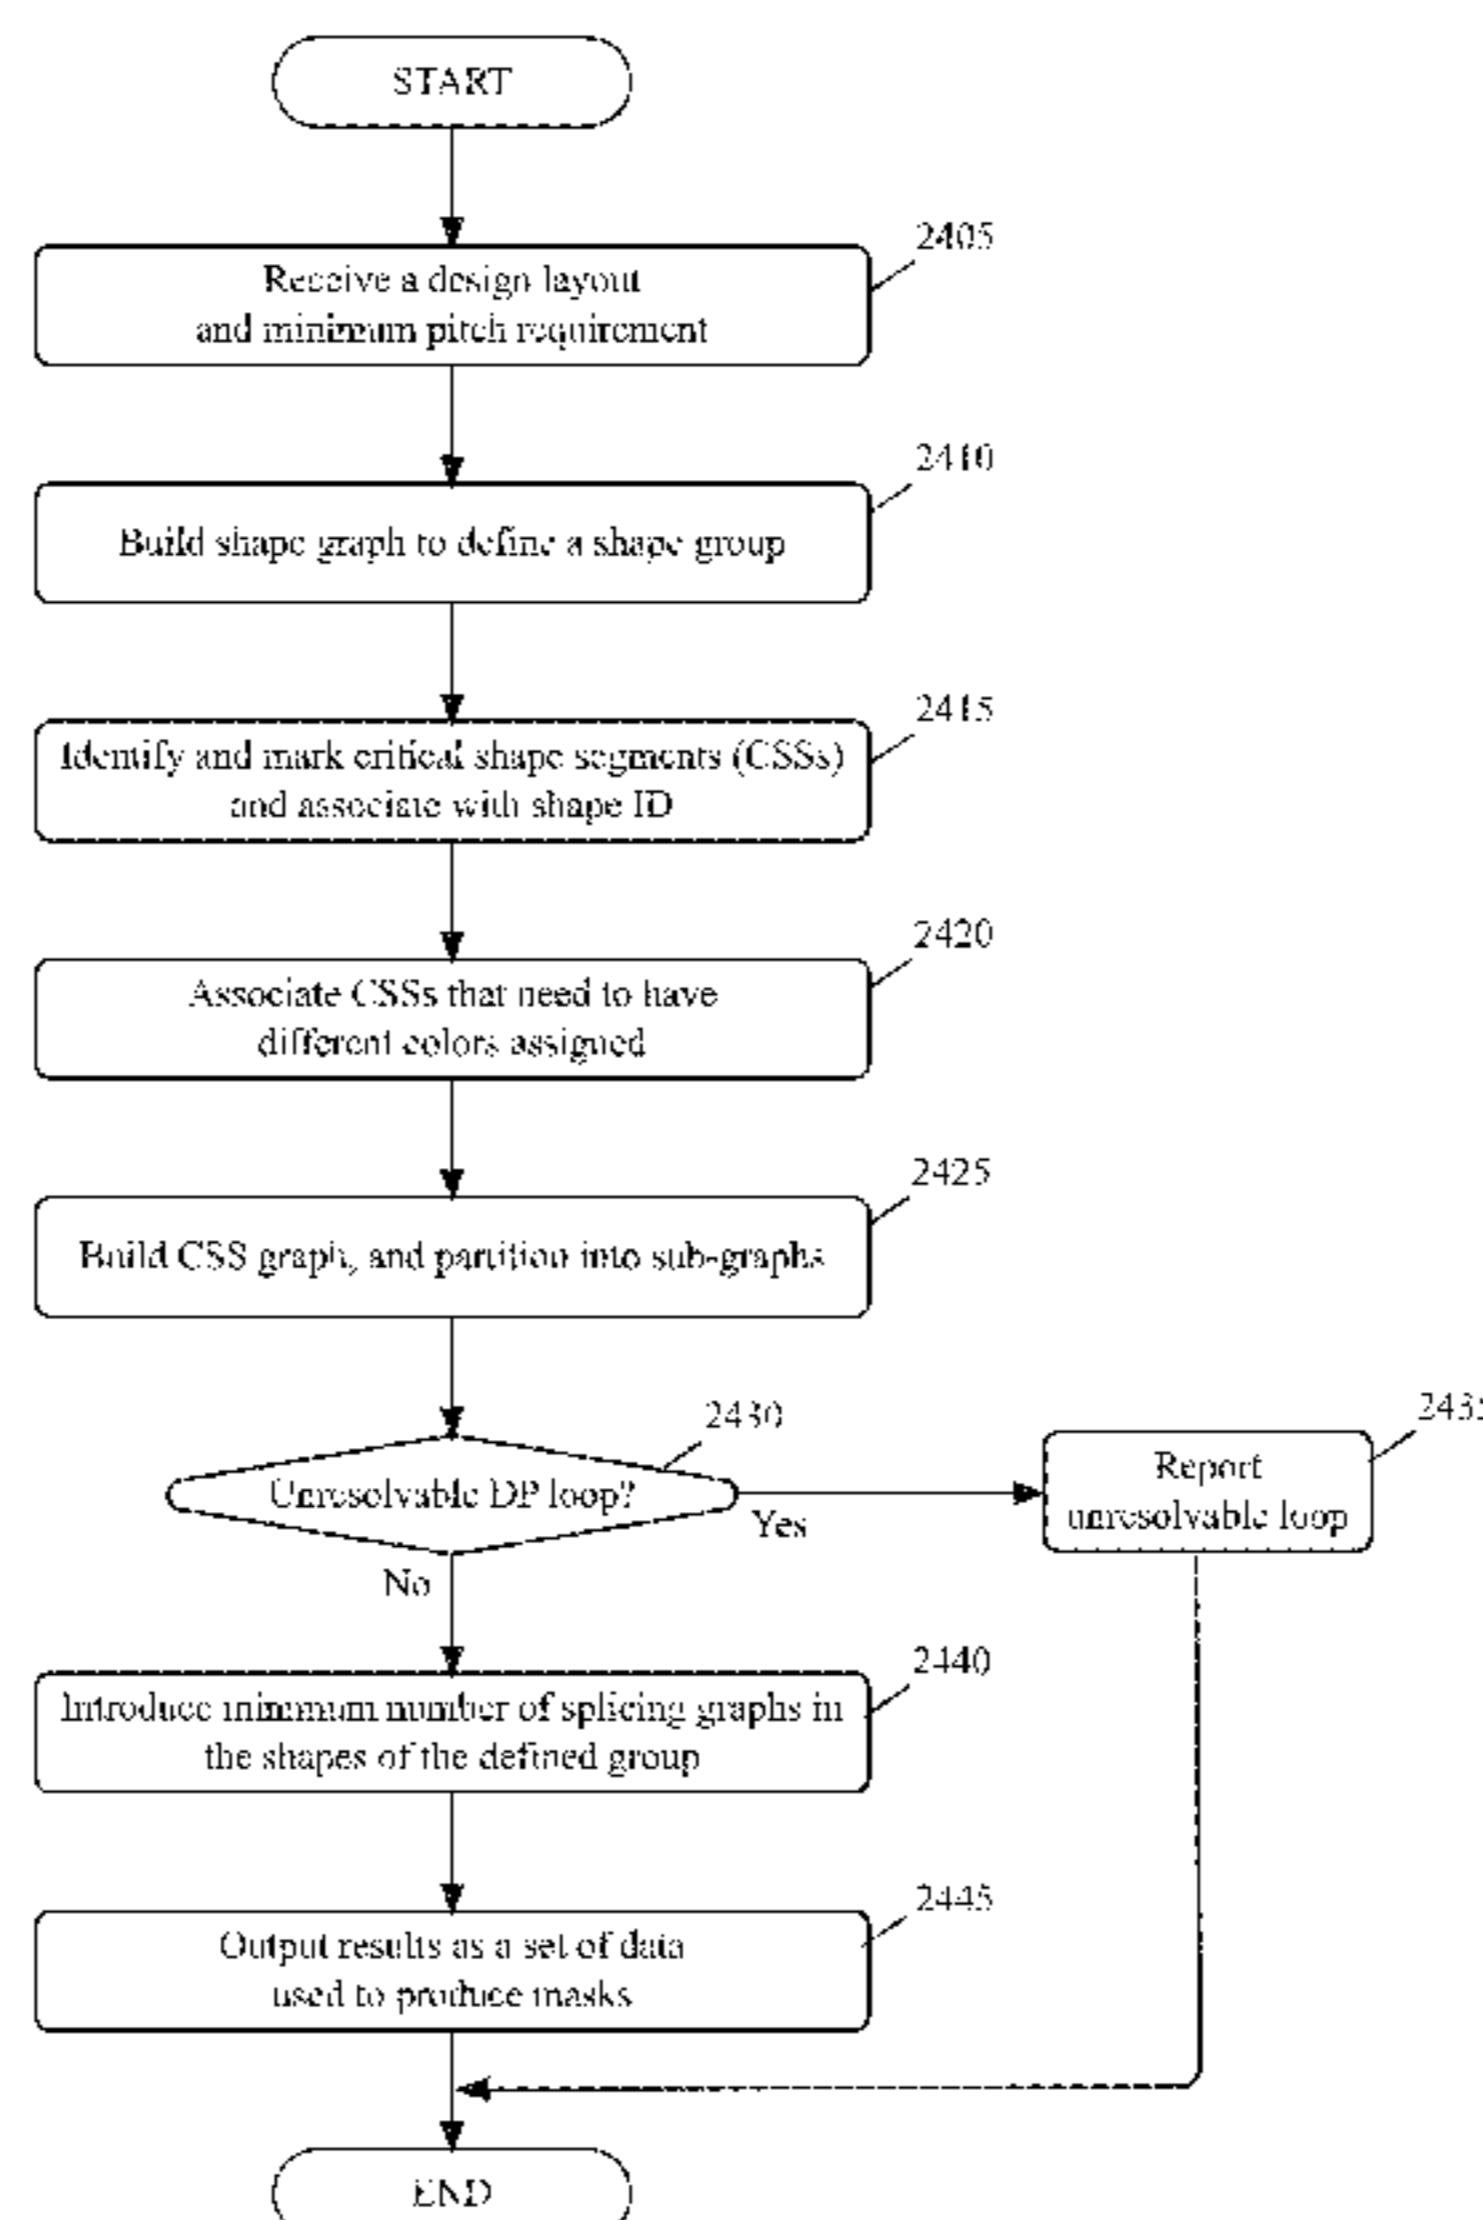 START
2405
Receive a design layout
and minimum pitch requirement
2410
Build shape graph to define a shape group
2415
Identify and mark critical shape segments (CSSs)
and associate with shape ID
2420
Associate CSSs that need to have
different colors assigned
2425
Build CSS graph, and partition into sub-graphs
2430
Unresolvable DP loop?
Yes
No
2435
Report
unresolvable loop
2440
Introduce minimum number of splicing graphs in
the shapes of the defined group
2445
Output results as a set of data
used to produce masks
END